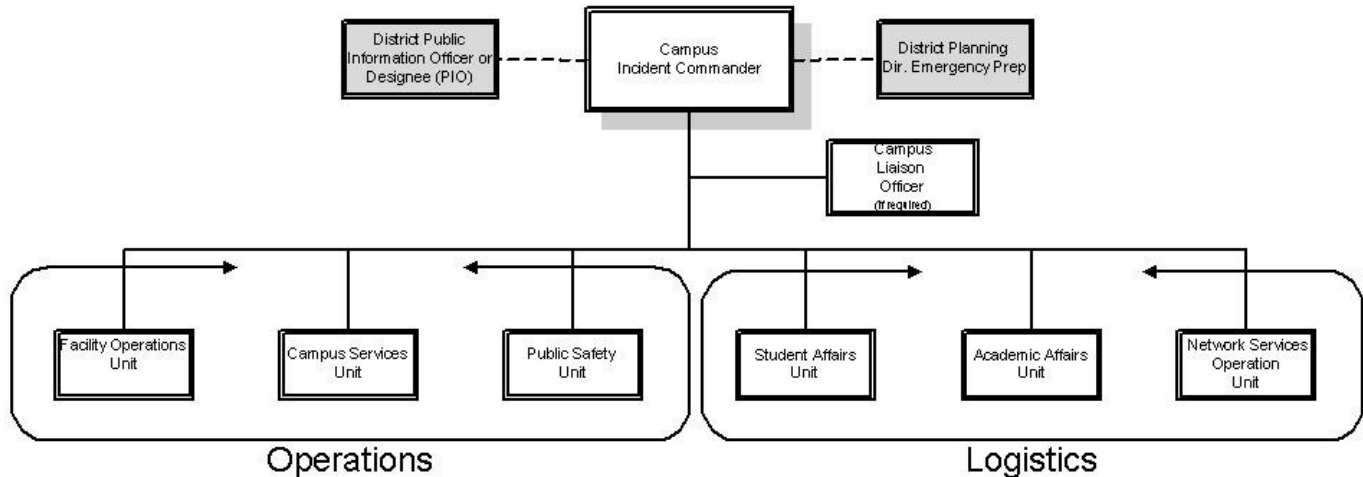 District Public
Information Officer or
Designee (PIO)
Campus
Incident Commander
District Planning
Dir. Emergency Prep
Campus
Liaison
Officer
(If required)
Facility Operations
Unit
Campus Services
Unit
Public Safety
Unit
Student Affairs
Unit
Academic Affairs
Unit
Network Services
Operation
Unit
Operations
Logistics